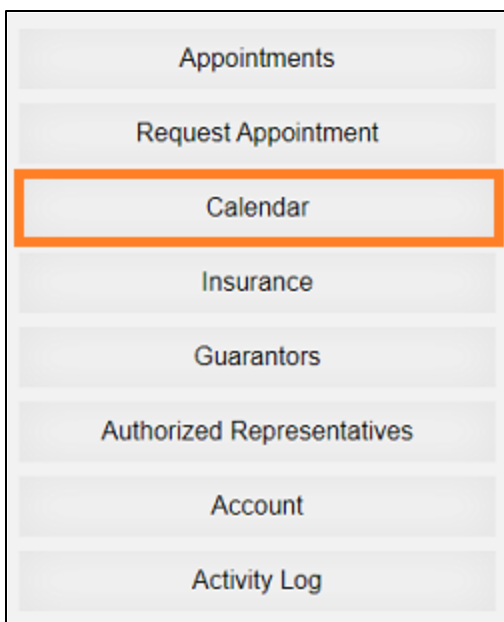 Appointments
Request Appointment
Calendar
Insurance
Guarantors
Authorized Representatives
Account
Activity Log